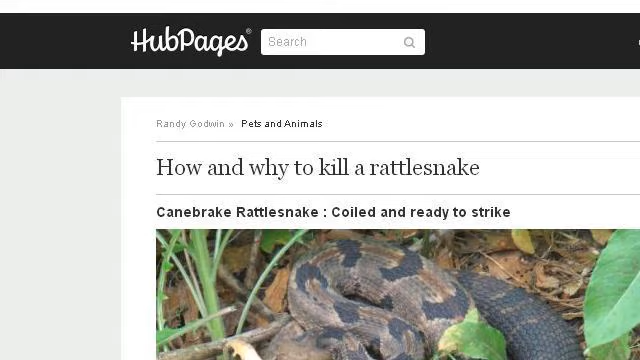 HubPages®
Search
Randy Godwin » Pets and Animals
How and why to kill a rattlesnake
Canebrake Rattlesnake : Coiled and ready to strike